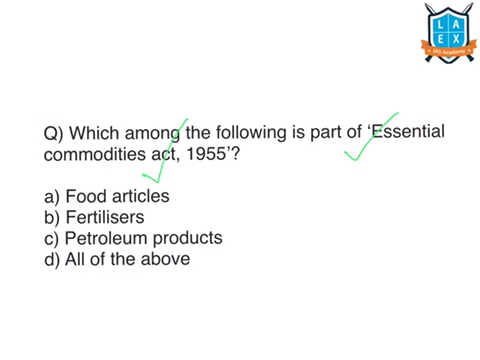 L A
E X
IAS Academy
Q) Which among the following is part of ‘Essential
commodities act, 1955’?
a) Food articles
b) Fertilisers
c) Petroleum products
d) All of the above